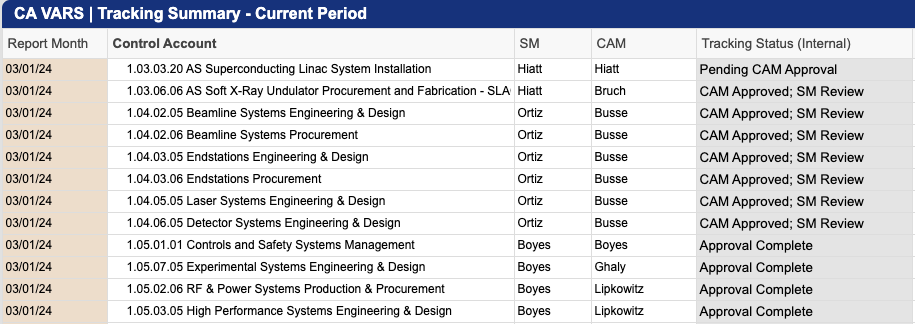 CA VARS | Tracking Summary - Current Period
Report Month Control Account SM CAM Tracking Status (Internal)
03/01/24 1.03.03.20 AS Superconducting Linac System Installation Hiatt Hiatt Pending CAM Approval
03/01/24 1.03.06.06 AS Soft X-Ray Undulator Procurement and Fabrication - SLA Hiatt Bruch CAM Approved; SM Review
03/01/24 1.04.02.05 Beamline Systems Engineering & Design Ortiz Busse CAM Approved; SM Review
03/01/24 1.04.02.06 Beamline Systems Procurement Ortiz Busse CAM Approved; SM Review
03/01/24 1.04.03.05 Endstations Engineering & Design Ortiz Busse CAM Approved; SM Review
03/01/24 1.04.03.06 Endstations Procurement Ortiz Busse CAM Approved; SM Review
03/01/24 1.04.05.05 Laser Systems Engineering & Design Ortiz Busse CAM Approved; SM Review
03/01/24 1.04.06.05 Detector Systems Engineering & Design Ortiz Busse CAM Approved; SM Review
03/01/24 1.05.01.01 Controls and Safety Systems Management Boyes Boyes Approval Complete
03/01/24 1.05.07.05 Experimental Systems Engineering & Design Boyes Ghaly Approval Complete
03/01/24 1.05.02.06 RF & Power Systems Production & Procurement Boyes Lipkowitz Approval Complete
03/01/24 1.05.03.05 High Performance Systems Engineering & Design Boyes Lipkowitz Approval Complete